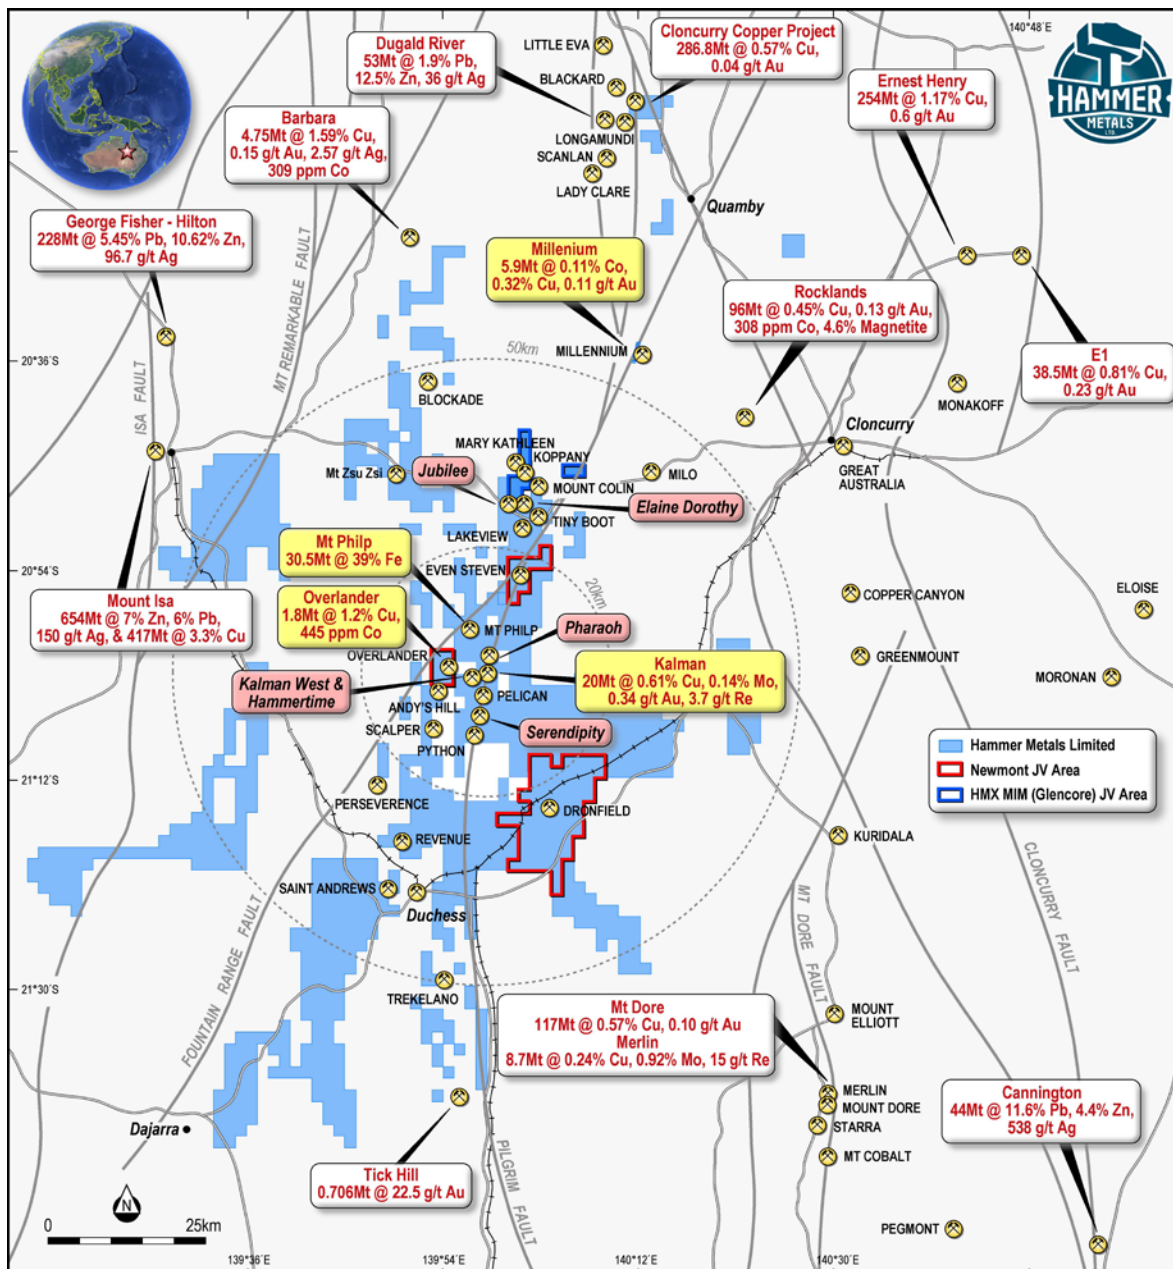 140°48' E
Cloncurry Copper Project
286.8Mt @ 0.57% Cu,
0.04 g/t Au
Dugald River
53Mt @ 1.9% Pb,
12.5% Zn, 36 g/t Ag
LITTLE EVA
BLACKARD
HAMMER
METALS
LTD.
Ernest Henry
254Mt @ 1.17% Cu,
0.6 g/t Au
Barbara
4.75Mt @ 1.59% Cu,
0.15 g/t Au, 2.57 g/t Ag,
309 ppm Co
LONGAMUNDI
SCANLAN
LADY CLARE
Quamby
George Fisher - Hilton
228Mt @ 5.45% Pb, 10.62% Zn,
96.7 g/t Ag
Millenium
5.9Mt @ 0.11% Co,
0.32% Cu, 0.11 g/t Au
Rocklands
96Mt @ 0.45% Cu, 0.13 g/t Au,
308 ppm Co, 4.6% Magnetite
MT REMARKABLE FAULT
50km
MILLENNIUM
20°36' S
E1
38.5Mt @ 0.81% Cu,
0.23 g/t Au
ISA FAULT
BLOCKADE
MONAKOFF
Cloncurry
MARY KATHLEEN
KOPPANY
Jubilee
Mt Zsu Zsi
MOUNT COLIN
MILO
GREAT
AUSTRALIA
Elaine Dorothy
TINY BOOT
LAKEVIEW
Mt Philp
30.5Mt @ 39% Fe
EVEN STEVEN
20°54' S
20km
Mount Isa
654Mt @ 7% Zn, 6% Pb,
150 g/t Ag, & 417Mt @ 3.3% Cu
Overlander
1.8Mt @ 1.2% Cu,
445 ppm Co
COPPER CANYON
ELOISE
MT PHILP
Pharaoh
OVERLANDER
Kalman
20Mt @ 0.61% Cu, 0.14% Mo,
0.34 g/t Au, 3.7 g/t Re
GREENMOUNT
MORONAN
Kalman West &
Hammertime
PELICAN
ANDY'S HILL
SCALPER
Serendipity
PYTHON
Hammer Metals Limited
Newmont JV Area
HMX MIM (Glencore) JV Area
21°12' S
PERSEVERENCE
DRONFIELD
REVENUE
KURIDALA
SAINT ANDREWS
Duchess
MT DORE FAULT
CLONCURRY FAULT
FOUNTAIN RANGE FAULT
21°30' S
TREKELANO
Mt Dore
117Mt @ 0.57% Cu, 0.10 g/t Au
Merlin
8.7Mt @ 0.24% Cu, 0.92% Mo, 15 g/t Re
MOUNT
ELLIOTT
MERLIN
MOUNT DORE
STARRA
MT COBALT
Cannington
44Mt @ 11.6% Pb, 4.4% Zn,
538 g/t Ag
Dajarra
Tick Hill
0.706Mt @ 22.5 g/t Au
PILGRIM FAULT
N
0 25km
PEGMONT
139°36' E
139°54' E
140°12' E
140°30' E